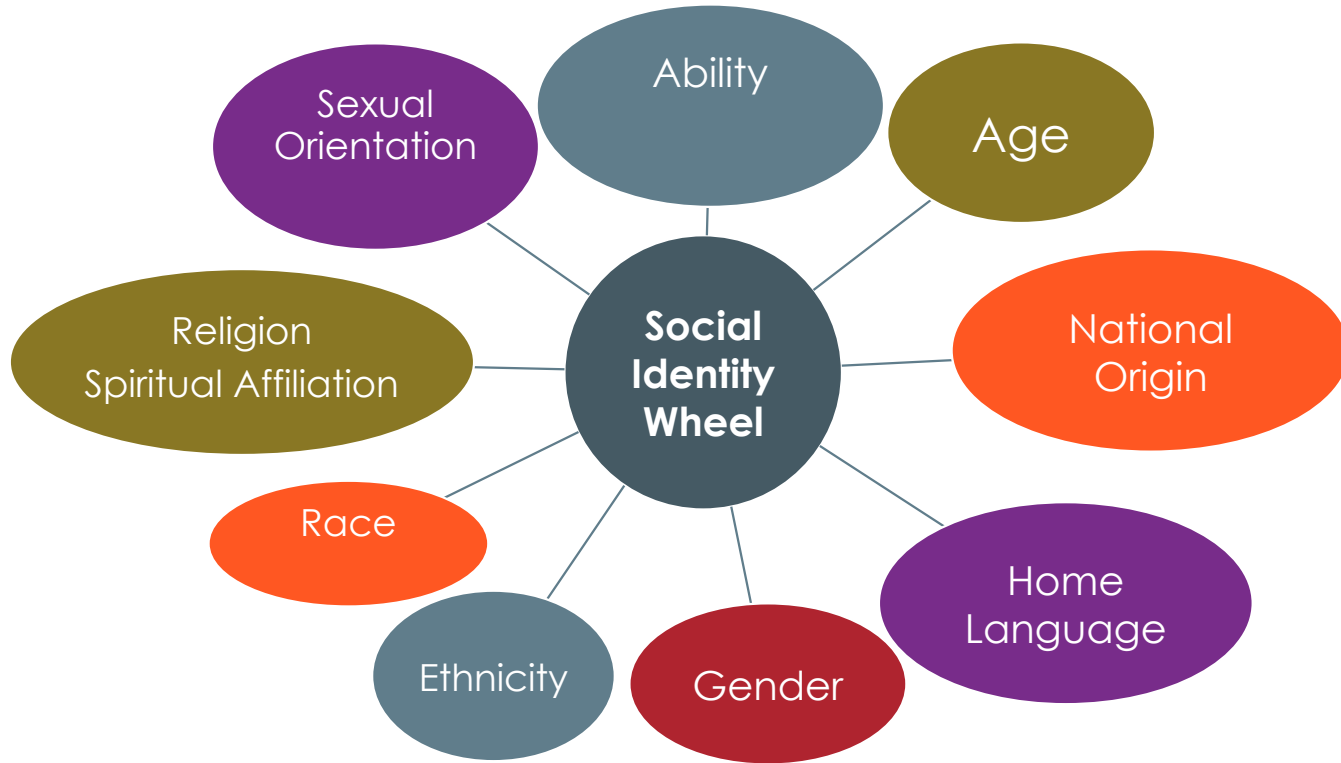 Sexual
Orientation
Ability
Age
Religion
Spiritual Affiliation
Social
Identity
Wheel
National
Origin
Race
Home
Language
Ethnicity
Gender